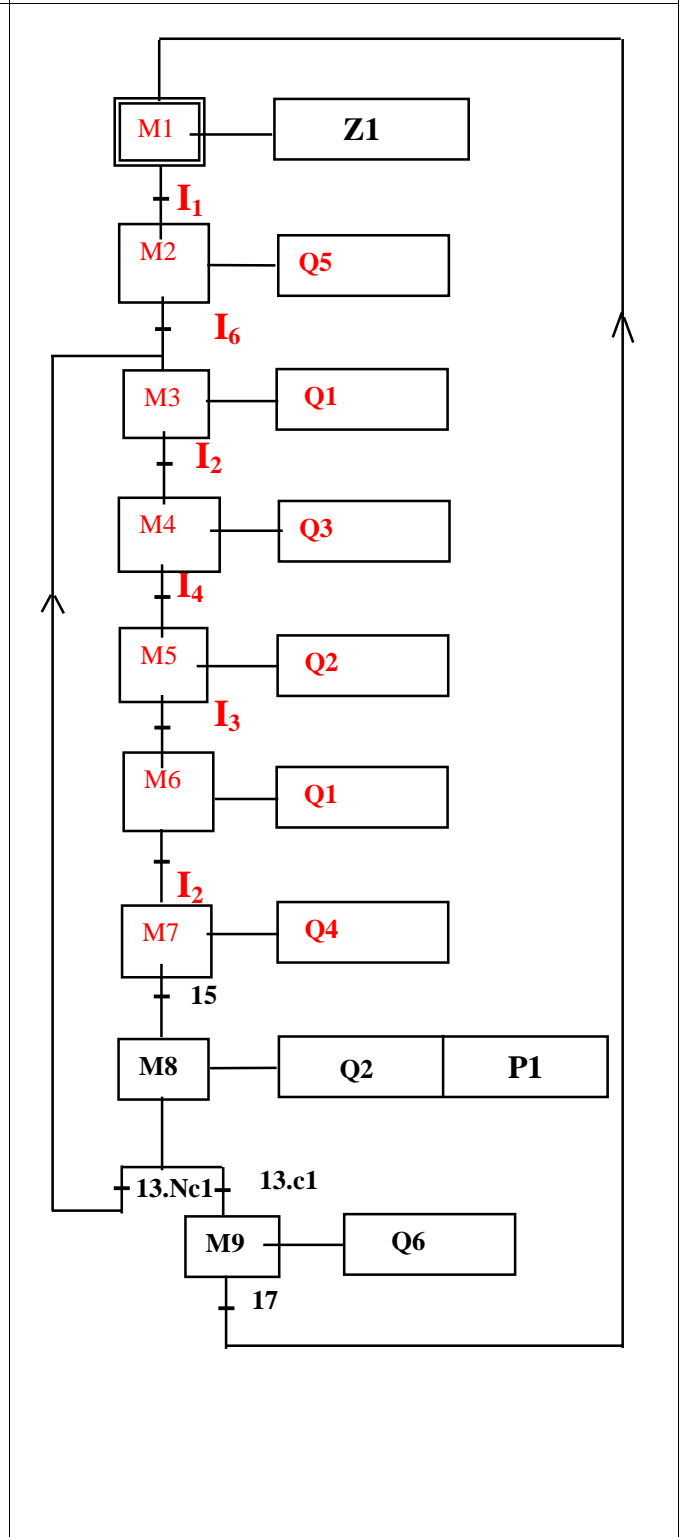 M1 Z1
I₁
M2 Q5
I₆
M3 Q1
I₂
M4 Q3
I₄
M5 Q2
I₃
M6 Q1
I₂
M7 Q4
15
M8 Q2 P1
13.Nc1 13.c1
M9 Q6
17